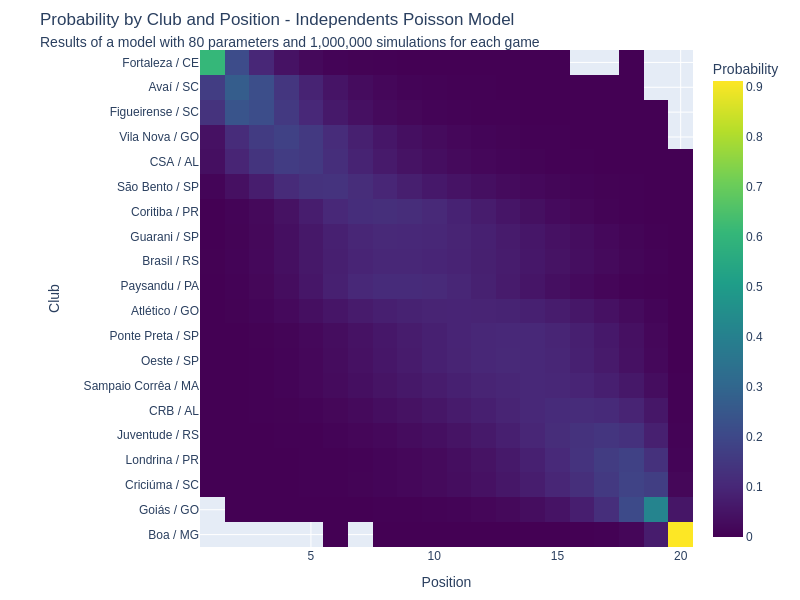 Probability by Club and Position - Independents Poisson Model
Results of a model with 80 parameters and 1,000,000 simulations for each game
Probability
Club
Fortaleza / CE
Avaí / SC
Figueirense / SC
Vila Nova / GO
CSA / AL
São Bento / SP
Coritiba / PR
Guarani / SP
Brasil / RS
Paysandu / PA
Atlético / GO
Ponte Preta / SP
Oeste / SP
Sampaio Corrêa / MA
CRB / AL
Juventude / RS
Londrina / PR
Criciúma / SC
Goiás / GO
Boa / MG
0.9
0.8
0.7
0.6
0.5
0.4
0.3
0.2
0.1
0
5
10
15
20
Position